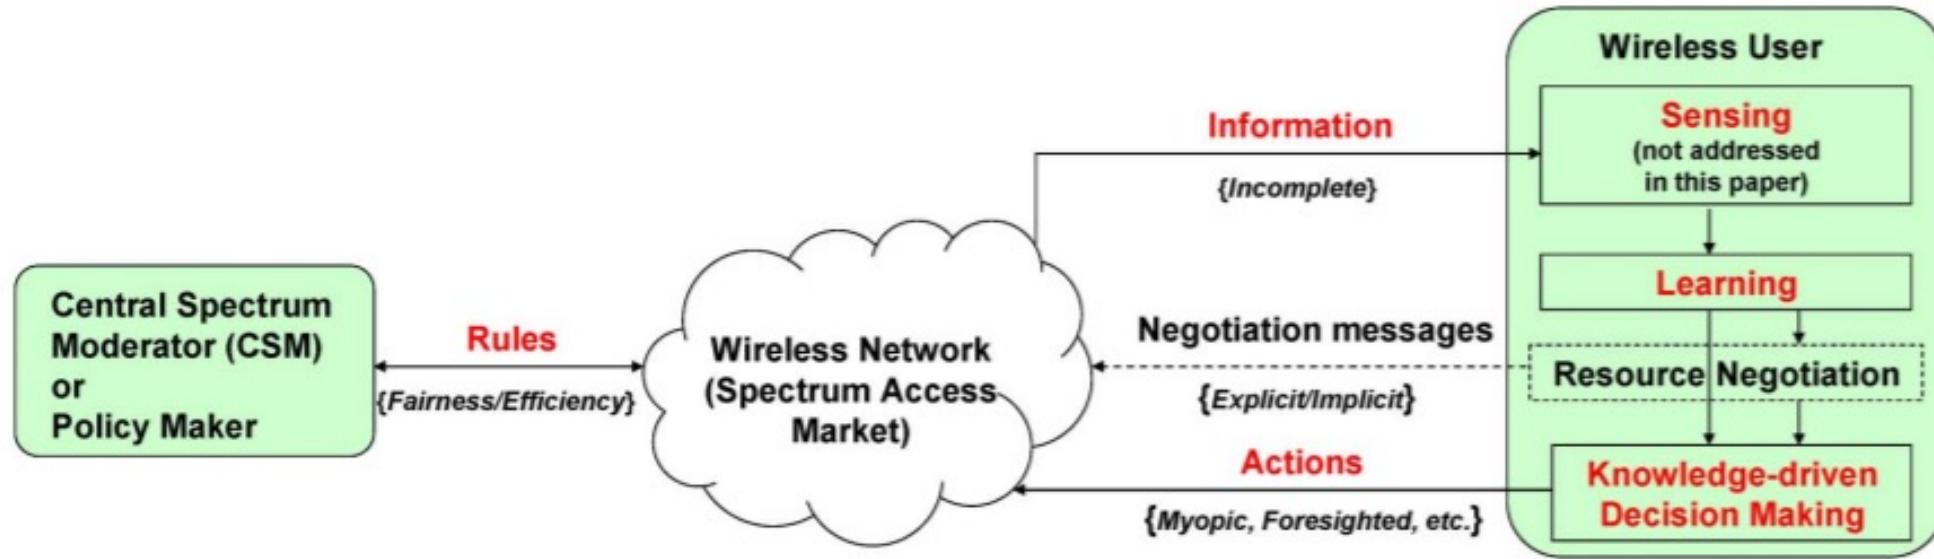 Central Spectrum
Moderator (CSM)
or
Policy Maker
Rules
{Fairness/Efficiency}
Wireless Network
(Spectrum Access
Market)
Information
{Incomplete}
Negotiation messages
{Explicit/Implicit}
Actions
{Myopic, Foresighted, etc.}
Wireless User
Sensing
(not addressed
in this paper)
Learning
Resource Negotiation
Knowledge-driven
Decision Making